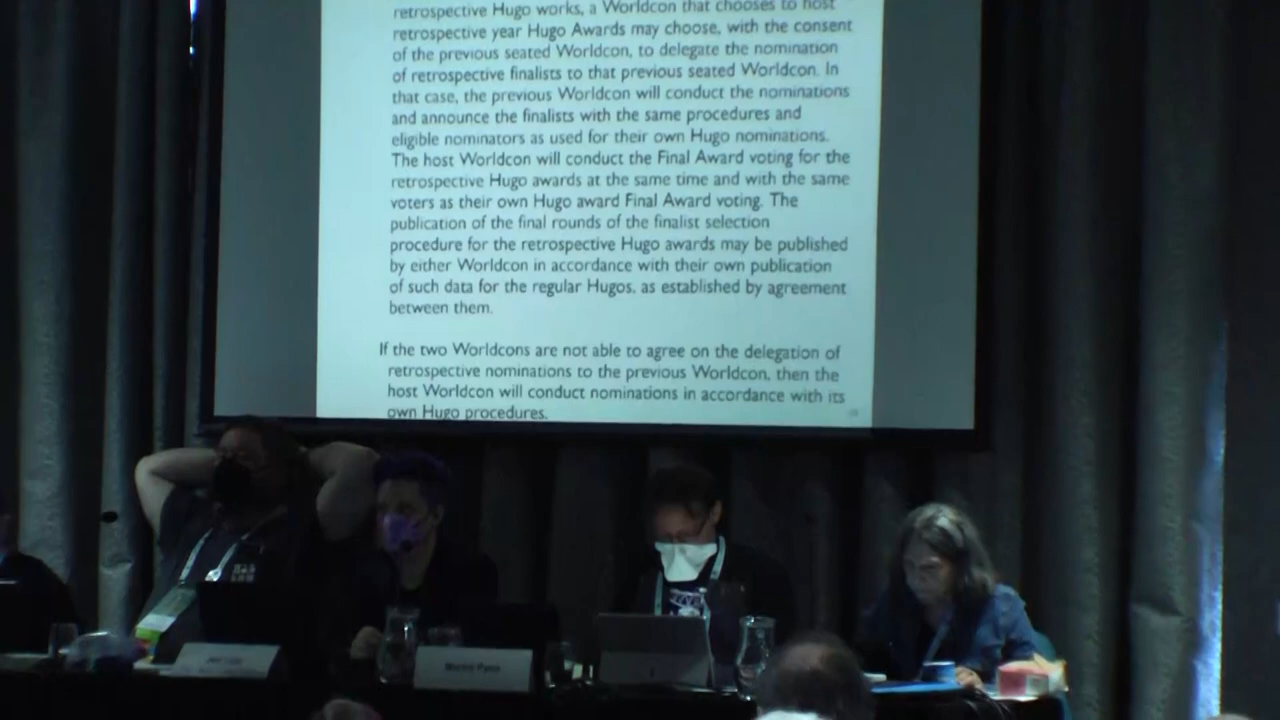 retrospective Hugo works, a Worldcon that chooses to host
retrospective year Hugo Awards may choose, with the consent
of the previous seated Worldcon, to delegate the nomination
of retrospective finalists to that previous seated Worldcon. In
that case, the previous Worldcon will conduct the nominations
and announce the finalists with the same procedures and
eligible nominators as used for their own Hugo nominations.
The host Worldcon will conduct the Final Award voting for the
retrospective Hugo awards at the same time and with the same
voters as their own Hugo award Final Award voting. The
publication of the final rounds of the finalist selection
procedure for the retrospective Hugo awards may be published
by either Worldcon in accordance with their own publication
of such data for the regular Hugos, as established by agreement
between them.
If the two Worldcons are not able to agree on the delegation of
retrospective nominations to the previous Worldcon, then the
host Worldcon will conduct nominations in accordance with its
own Hugo procedures.